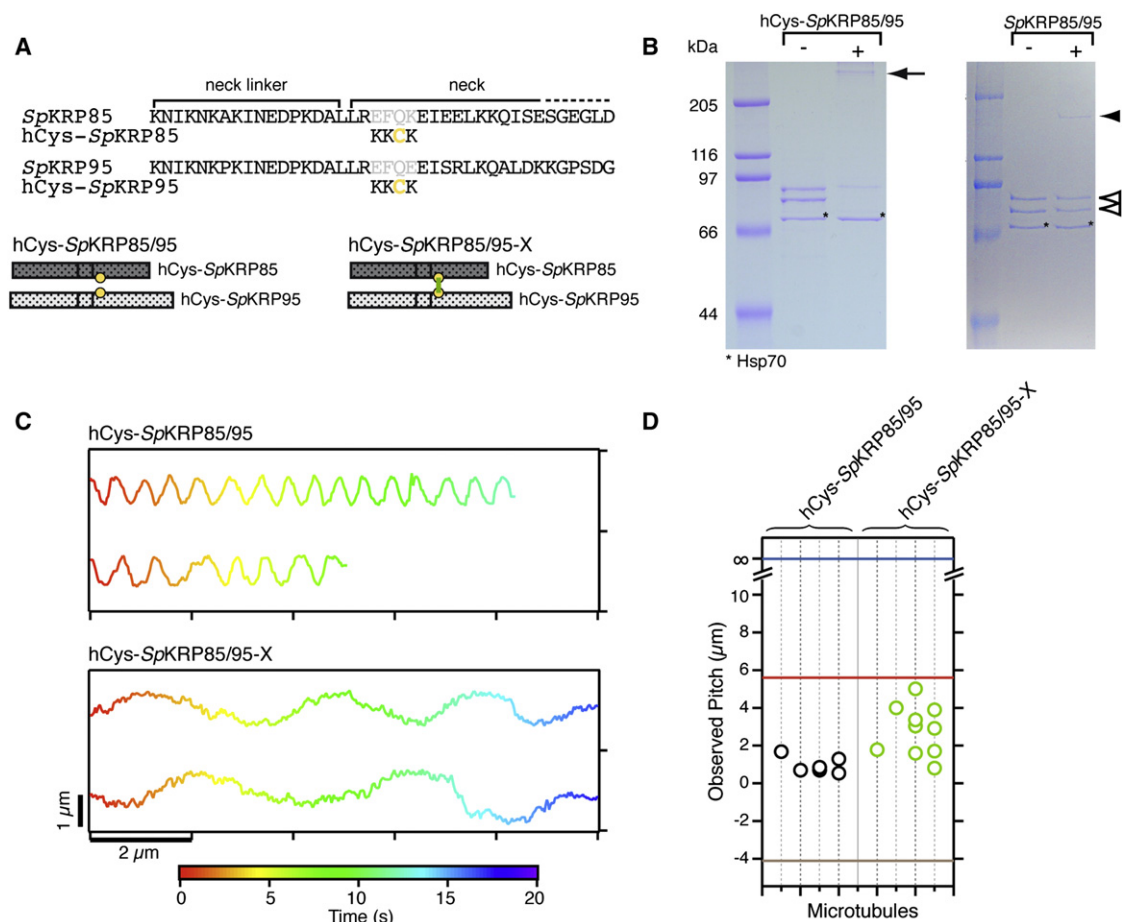 A
neck linker
neck
SpKRP85 KNIKNKAKINEDPKDALLREFQKEIEELKKQISESGEGLD
hCys-SpKRP85 KKCK
SpKRP95 KNIKNKPKINEDPKDALLREFQEEISRLKQALDKKGPSDG
hCys-SpKRP95 KKCK
hCys-SpKRP85/95
hCys-SpKRP85
hCys-SpKRP95
hCys-SpKRP85/95-X
hCys-SpKRP85
hCys-SpKRP95
B
hCys-SpKRP85/95
SpKRP85/95
kDa
- +
- +
205
116
97
66
44
*
*
*
*
* Hsp70
C
hCys-SpKRP85/95
hCys-SpKRP85/95-X
1 µm
2 µm
0 5 10 15 20
Time (s)
D
hCys-SpKRP85/95
hCys-SpKRP85/95-X
Observed Pitch (µm)
∞
10
8
6
4
2
0
-2
-4
Microtubules